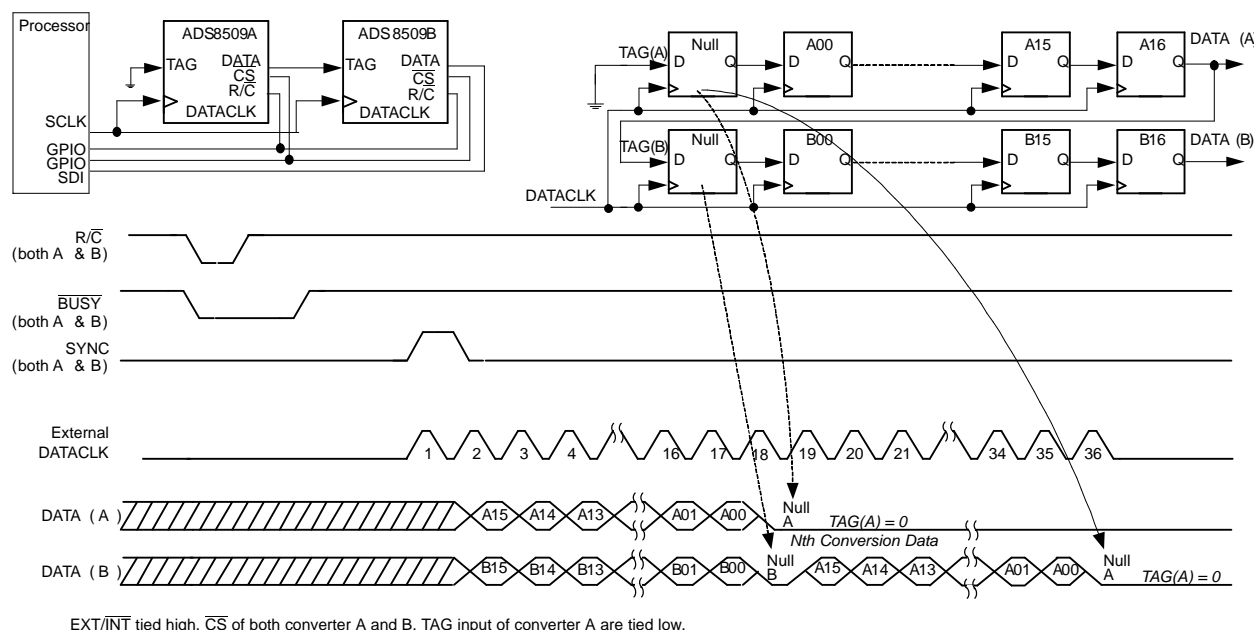 Processor
ADS8509A
TAG
DATA
CS
R/C
DATACLK
ADS8509B
TAG
DATA
CS
R/C
DATACLK
SCLK
GPIO
GPIO
SDI
TAG(A)
Null
D
Q
A00
D
Q
A15
D
Q
A16
D
Q
DATA (A)
TAG(B)
Null
D
Q
B00
D
Q
B15
D
Q
B16
D
Q
DATA (B)
DATACLK
R/C
(both A & B)
BUSY
(both A & B)
SYNC
(both A & B)
External
DATACLK
1 2 3 4 16 17 18 19 20 21 34 35 36
DATA (A)
A15 A14 A13 A01 A00
Null
A
TAG(A) = 0
Nth Conversion Data
DATA (B)
B15 B14 B13 B01 B00
Null
B
A15 A14 A13 A01 A00
Null
A
TAG(A) = 0
EXT/INT tied high, CS of both converter A and B, TAG input of converter A are tied low.